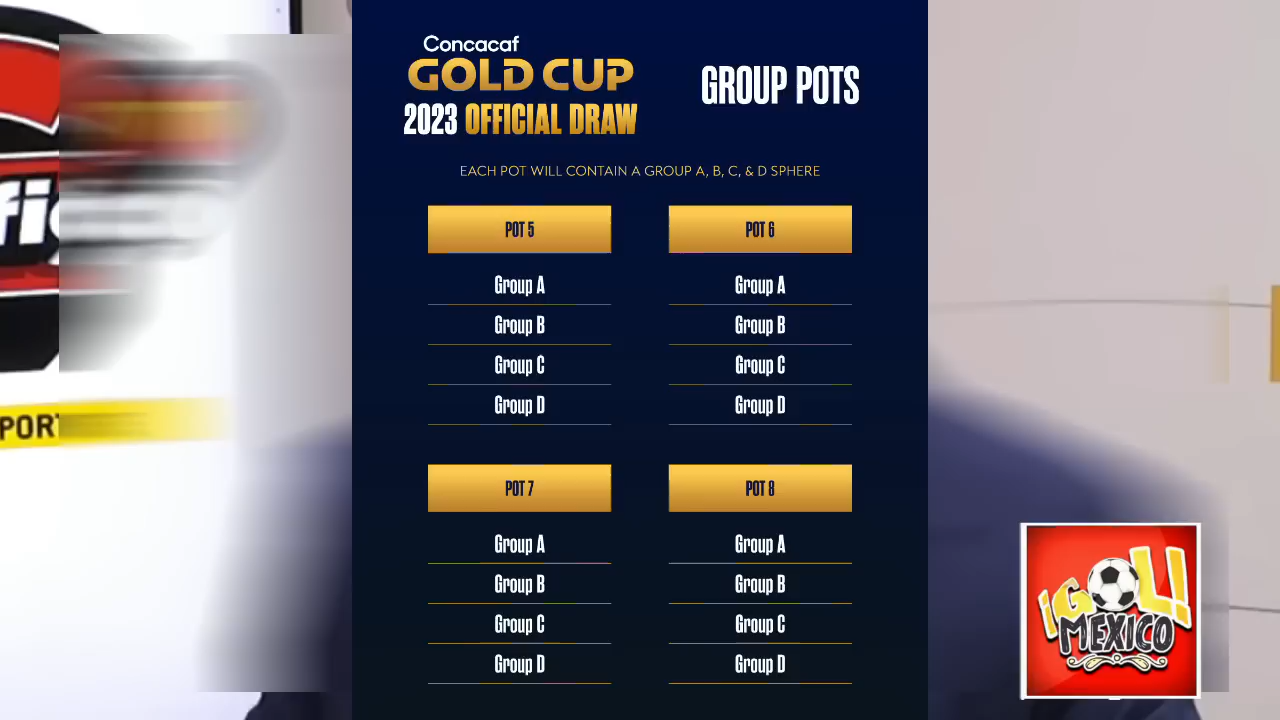 Concacaf
GOLD CUP
2023 OFFICIAL DRAW
GROUP POTS
EACH POT WILL CONTAIN A GROUP A, B, C, & D SPHERE
POT 5
Group A
Group B
Group C
Group D
POT 6
Group A
Group B
Group C
Group D
POT 7
Group A
Group B
Group C
Group D
POT 8
Group A
Group B
Group C
Group D
¡GOL!
MEXICO